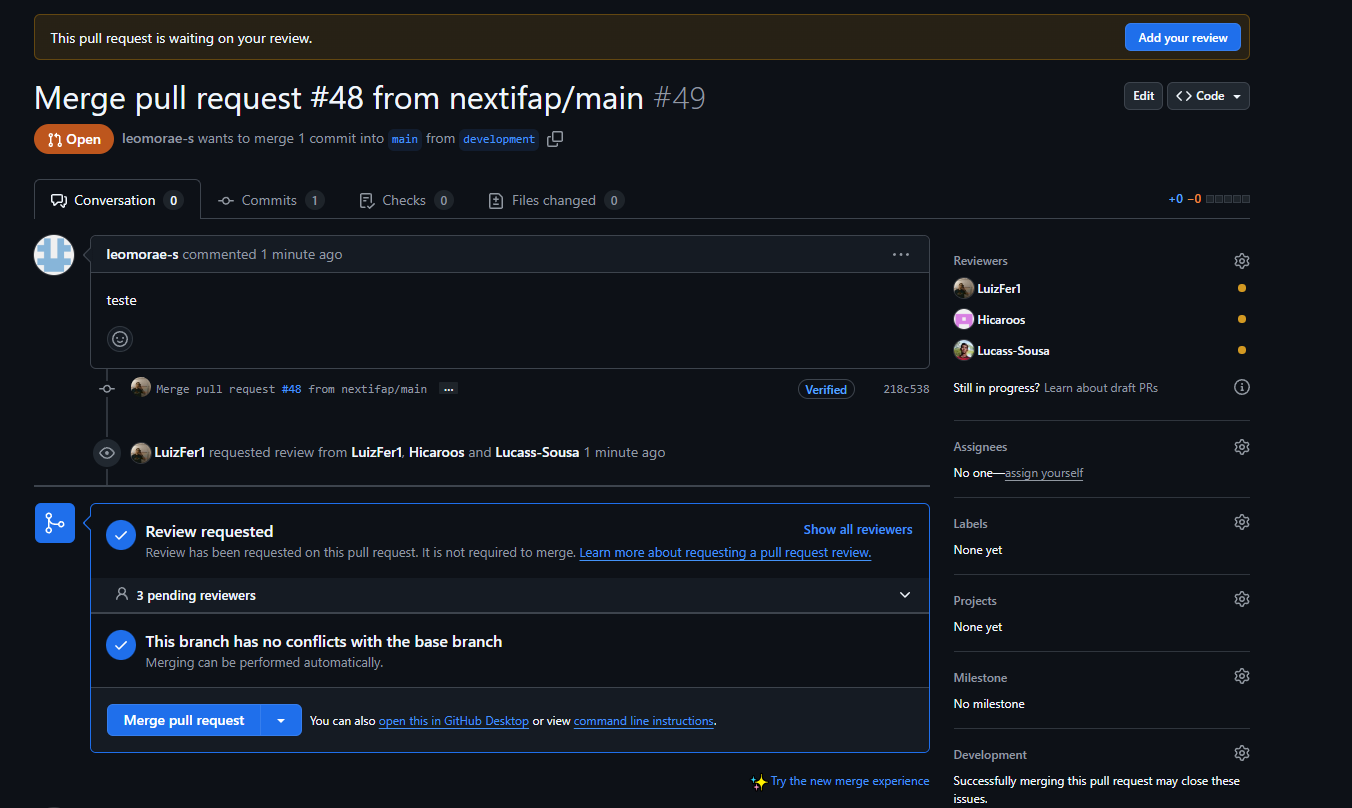 This pull request is waiting on your review.
Add your review
Merge pull request #48 from nextifap/main #49
Edit
<> Code
Open
leomorae-s wants to merge 1 commit into main from development
Conversation 0
Commits 1
Checks 0
Files changed 0
+0 −0
leomorae-s commented 1 minute ago
...
teste
Merge pull request #48 from nextifap/main ...
Verified
218c538
LuizFer1 requested review from LuizFer1, Hicaroos and Lucass-Sousa 1 minute ago
Review requested
Show all reviewers
Review has been requested on this pull request. It is not required to merge. Learn more about requesting a pull request review.
3 pending reviewers
This branch has no conflicts with the base branch
Merging can be performed automatically.
Merge pull request
You can also open this in GitHub Desktop or view command line instructions.
Try the new merge experience
Reviewers
LuizFer1
Hicaroos
Lucass-Sousa
Still in progress? Learn about draft PRs
Assignees
No one—assign yourself
Labels
None yet
Projects
None yet
Milestone
No milestone
Development
Successfully merging this pull request may close these
issues.